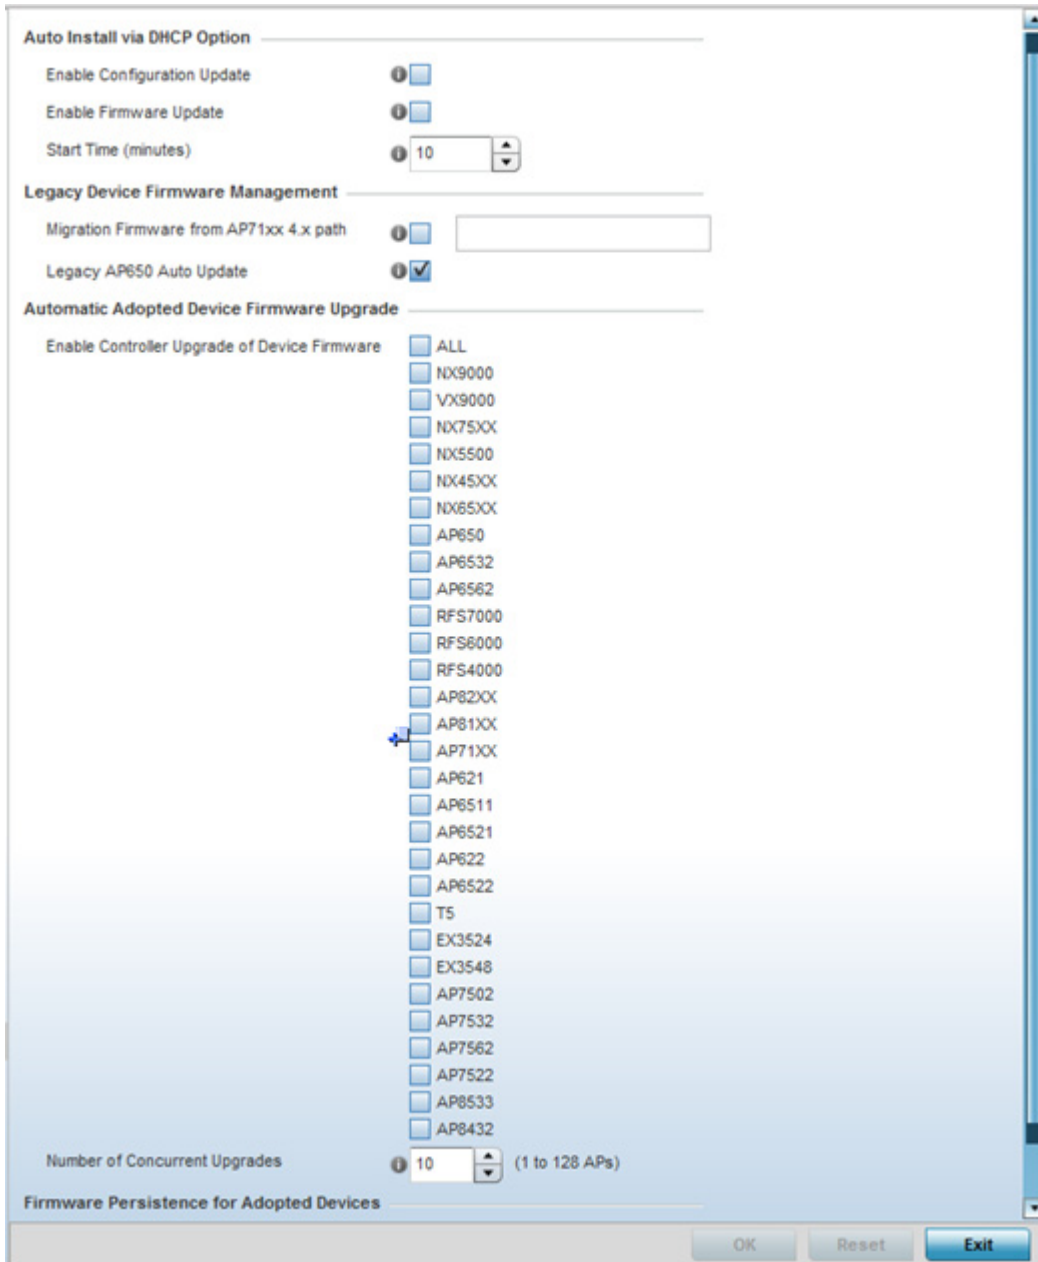 Auto Install via DHCP Option
Enable Configuration Update
Enable Firmware Update
Start Time (minutes) 10
Legacy Device Firmware Management
Migration Firmware from AP71xx 4.x path
Legacy AP650 Auto Update
Automatic Adopted Device Firmware Upgrade
Enable Controller Upgrade of Device Firmware ALL
NX9000
VX9000
NX75XX
NX5500
NX45XX
NX65XX
AP650
AP6532
AP6562
RFS7000
RFS6000
RFS4000
AP82XX
AP81XX
AP71XX
AP621
AP6511
AP6521
AP622
AP6522
T5
EX3524
EX3548
AP7502
AP7532
AP7562
AP7522
AP8533
AP8432
Number of Concurrent Upgrades 10 (1 to 128 APs)
Firmware Persistence for Adopted Devices
OK Reset Exit